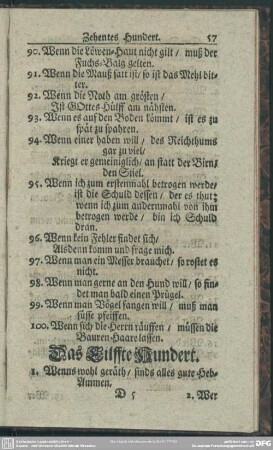 Zehentes Hundert. 57
90. Wenn die Löwen-Haut nicht gilt / muß der
Fuchs-Balg gelten.
91. Wenn die Mauß satt ist / so ist das Mehl bit-
ter.
92. Wenn die Noth am grösten /
Ist GOttes Hülff am nähsten.
93. Wenn es auf den Boden kömmt / ist es zu
spät zu spahren.
94. Wenn einer haben will / des Reichthums
gar zu viel /
Kriegt er gemeiniglich / an statt der Birn /
den Stiel.
95. Wenn ich zum erstenmahl betrogen werde /
ist die Schuld dessen / der es thut;
wenn ich zum andernmahl von ihm
betrogen werde / bin ich Schuld
dran.
96. Wenn kein Fehler findet sich /
Alsdenn komm und frage mich.
97. Wenn man ein Messer brauchet / so rostet es
nicht.
98. Wenn man gerne an den Hund will / so fin-
det man bald einen Prügel.
99. Wenn man Vögel fangen will / muß man
süsse pfeiffen.
100. Wenn sich die Herrn räuffen / müssen die
Bauren-Haare lassen.
Das Eilffte Hundert.
1. Wenns wohl geräth / sinds alles gute Heb-
Ammen.
D 5 2. Wer